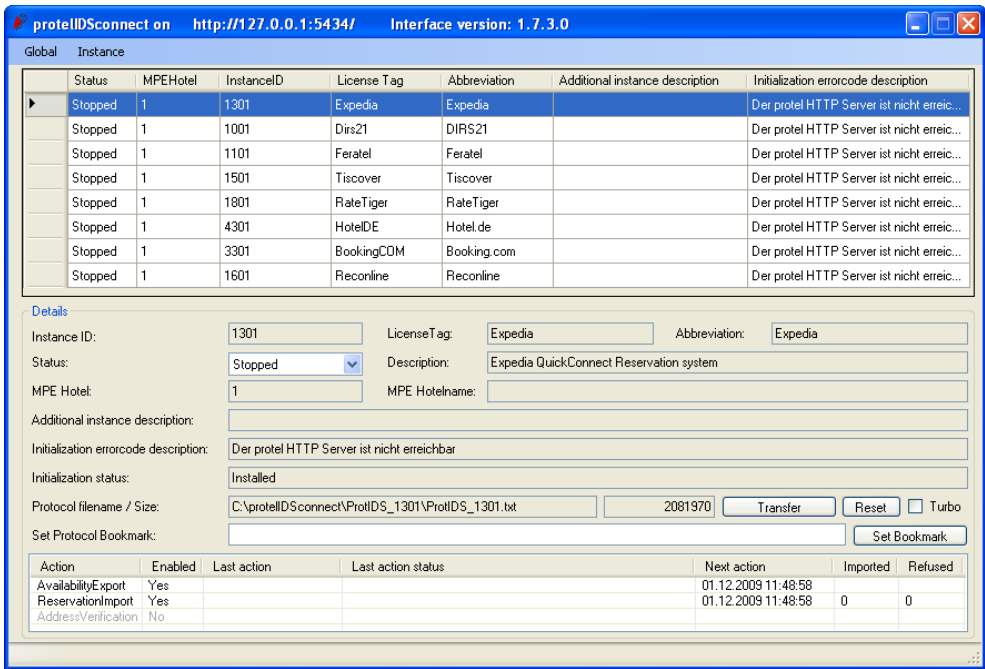 protelIDSconnect on http://127.0.0.1:5434/ Interface version: 1.7.3.0
Global Instance
Status MPEHotel InstanceID License Tag Abbreviation Additional instance description Initialization errorcode description
Stopped 1 1301 Expedia Expedia Der protel HTTP Server ist nicht erreic...
Stopped 1 1001 Dirs21 DIRS21 Der protel HTTP Server ist nicht erreic...
Stopped 1 1101 Feratel Feratel Der protel HTTP Server ist nicht erreic...
Stopped 1 1501 Tiscover Tiscover Der protel HTTP Server ist nicht erreic...
Stopped 1 1801 RateTiger RateTiger Der protel HTTP Server ist nicht erreic...
Stopped 1 4301 HotelDE Hotel.de Der protel HTTP Server ist nicht erreic...
Stopped 1 3301 BookingCOM Booking.com Der protel HTTP Server ist nicht erreic...
Stopped 1 1601 Reconline Reconline Der protel HTTP Server ist nicht erreic...
Details
Instance ID: 1301 LicenseTag: Expedia Abbreviation: Expedia
Status: Stopped Description: Expedia QuickConnect Reservation system
MPE Hotel: 1 MPE Hotelname:
Additional instance description:
Initialization errorcode description: Der protel HTTP Server ist nicht erreichbar
Initialization status: Installed
Protocol filename / Size: C:\protelIDSconnect\ProtIDS_1301\ProtIDS_1301.txt 2081970 Transfer Reset Turbo
Set Protocol Bookmark: Set Bookmark
Action Enabled Last action Last action status Next action Imported Refused
AvailabilityExport Yes 01.12.2009 11:48:58
ReservationImport Yes 01.12.2009 11:48:58 0 0
AddressVerification No